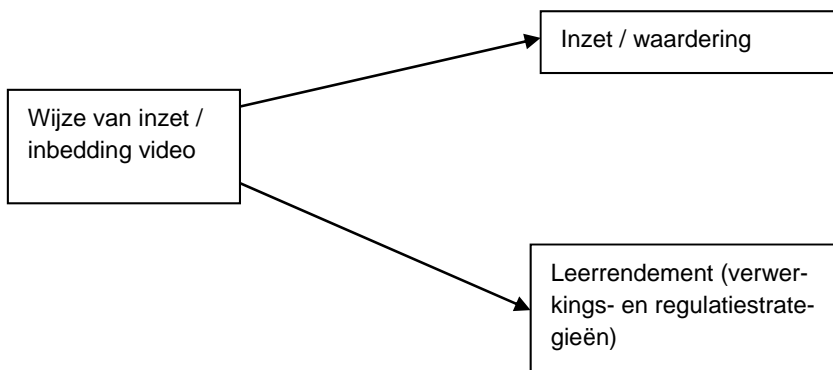 Inzet / waardering
Wijze van inzet /
inbedding video
Leerrendement (verwer-
kings- en regulatiestrate-
gieën)